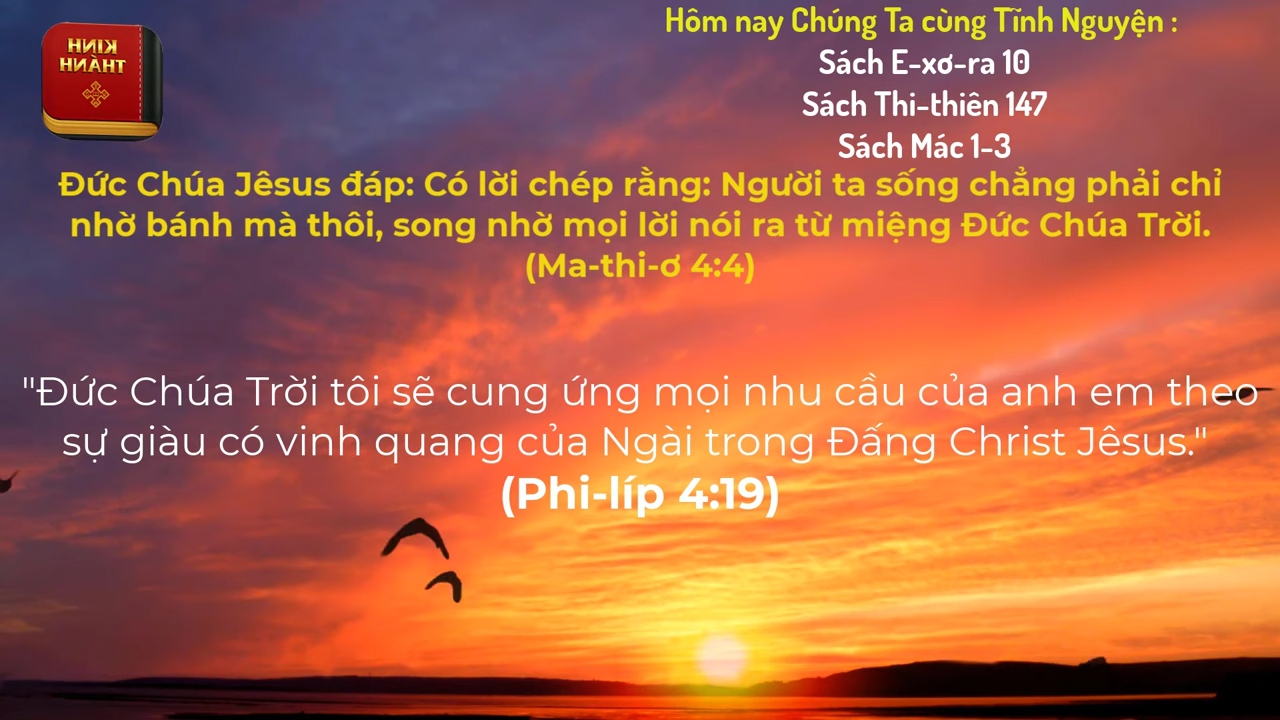 KINH
THÁNH
Hôm nay Chúng Ta cùng Tĩnh Nguyện :
Sách E-xơ-ra 10
Sách Thi-thiên 147
Sách Mác 1-3
Đức Chúa Jêsus đáp: Có lời chép rằng: Người ta sống chẳng phải chỉ
nhờ bánh mà thôi, song nhờ mọi lời nói ra từ miệng Đức Chúa Trời.
(Ma-thi-ơ 4:4)
"Đức Chúa Trời tôi sẽ cung ứng mọi nhu cầu của anh em theo
sự giàu có vinh quang của Ngài trong Đấng Christ Jêsus."
(Phi-líp 4:19)